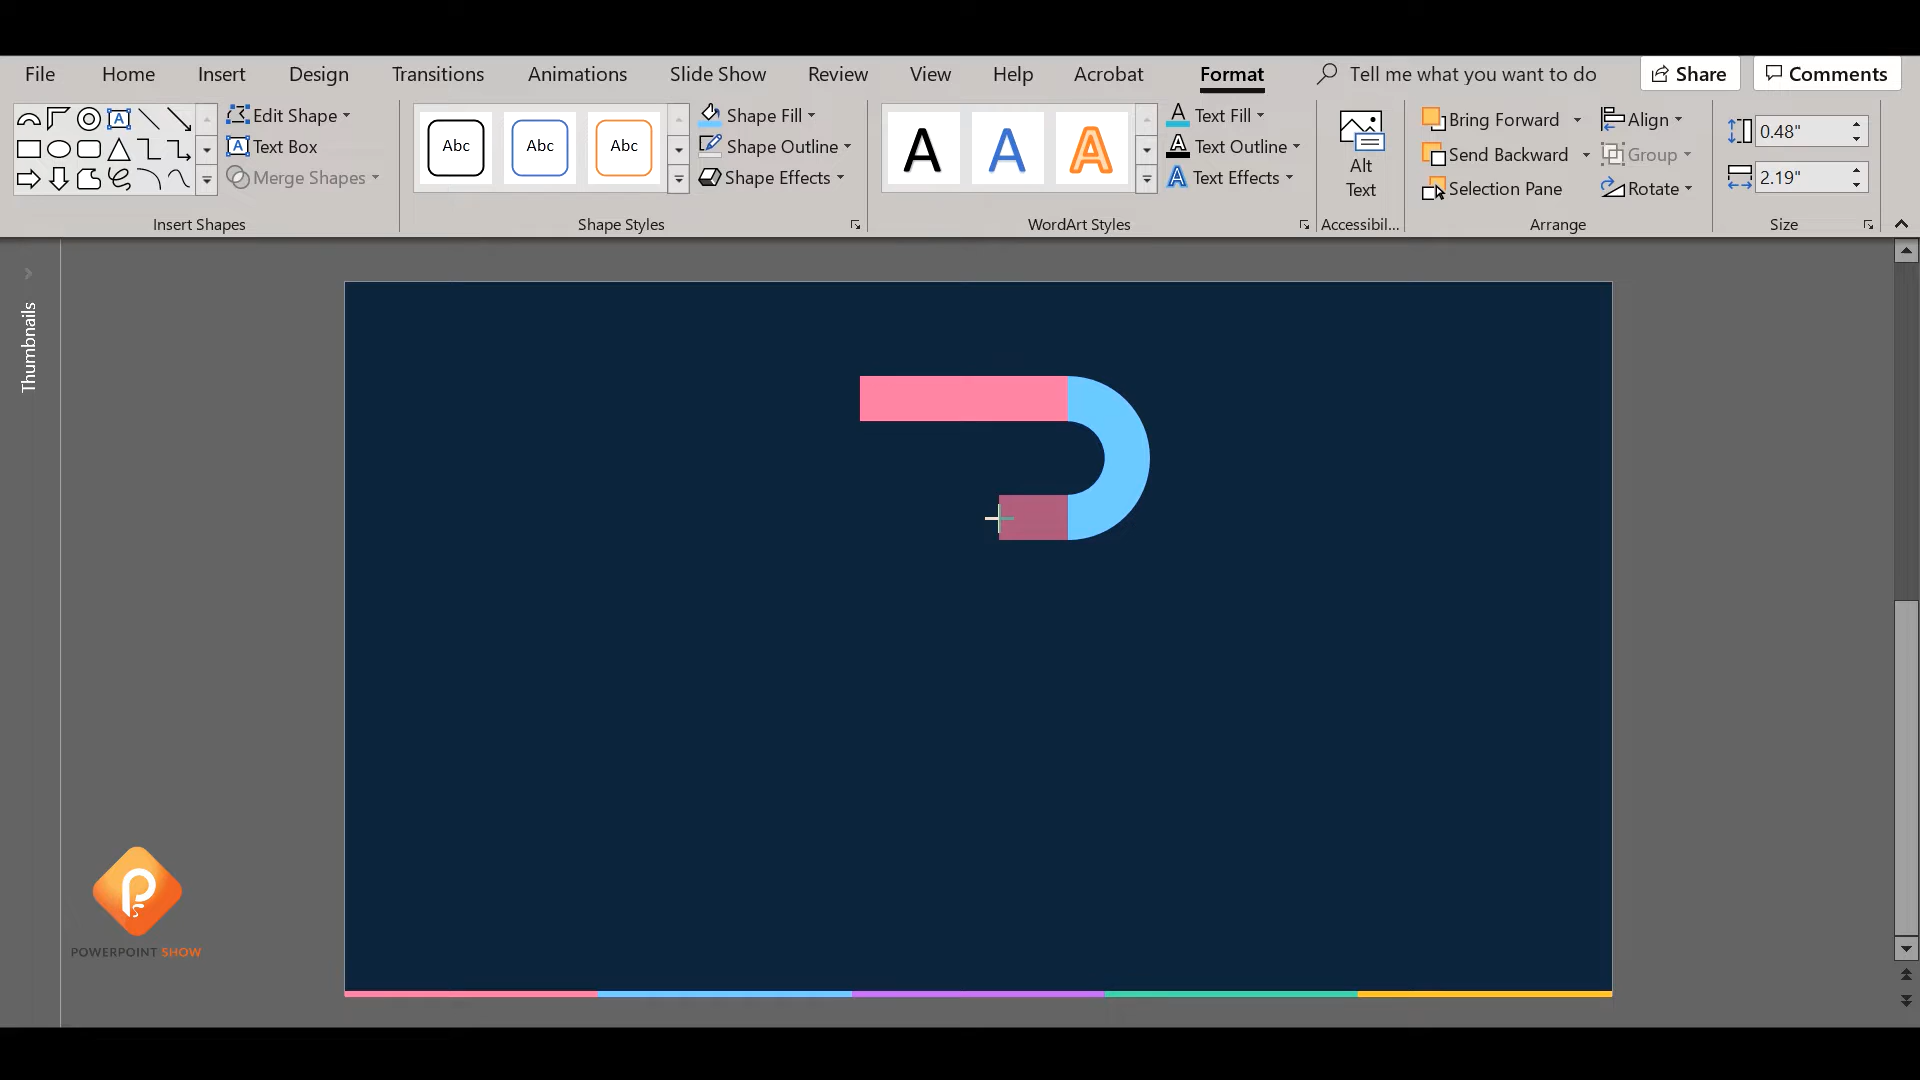 File Home Insert Design Transitions Animations Slide Show Review View Help Acrobat Format Tell me what you want to do Share Comments
Edit Shape
Text Box
Merge Shapes
Insert Shapes
Abc Abc Abc
Shape Fill
Shape Outline
Shape Effects
Shape Styles
A A A
Text Fill
Text Outline
Text Effects
WordArt Styles
Alt
Text
Accessibil...
Bring Forward
Send Backward
Selection Pane
Align
Group
Rotate
Arrange
0.48"
2.19"
Size
Thumbnails
POWERPOINT SHOW